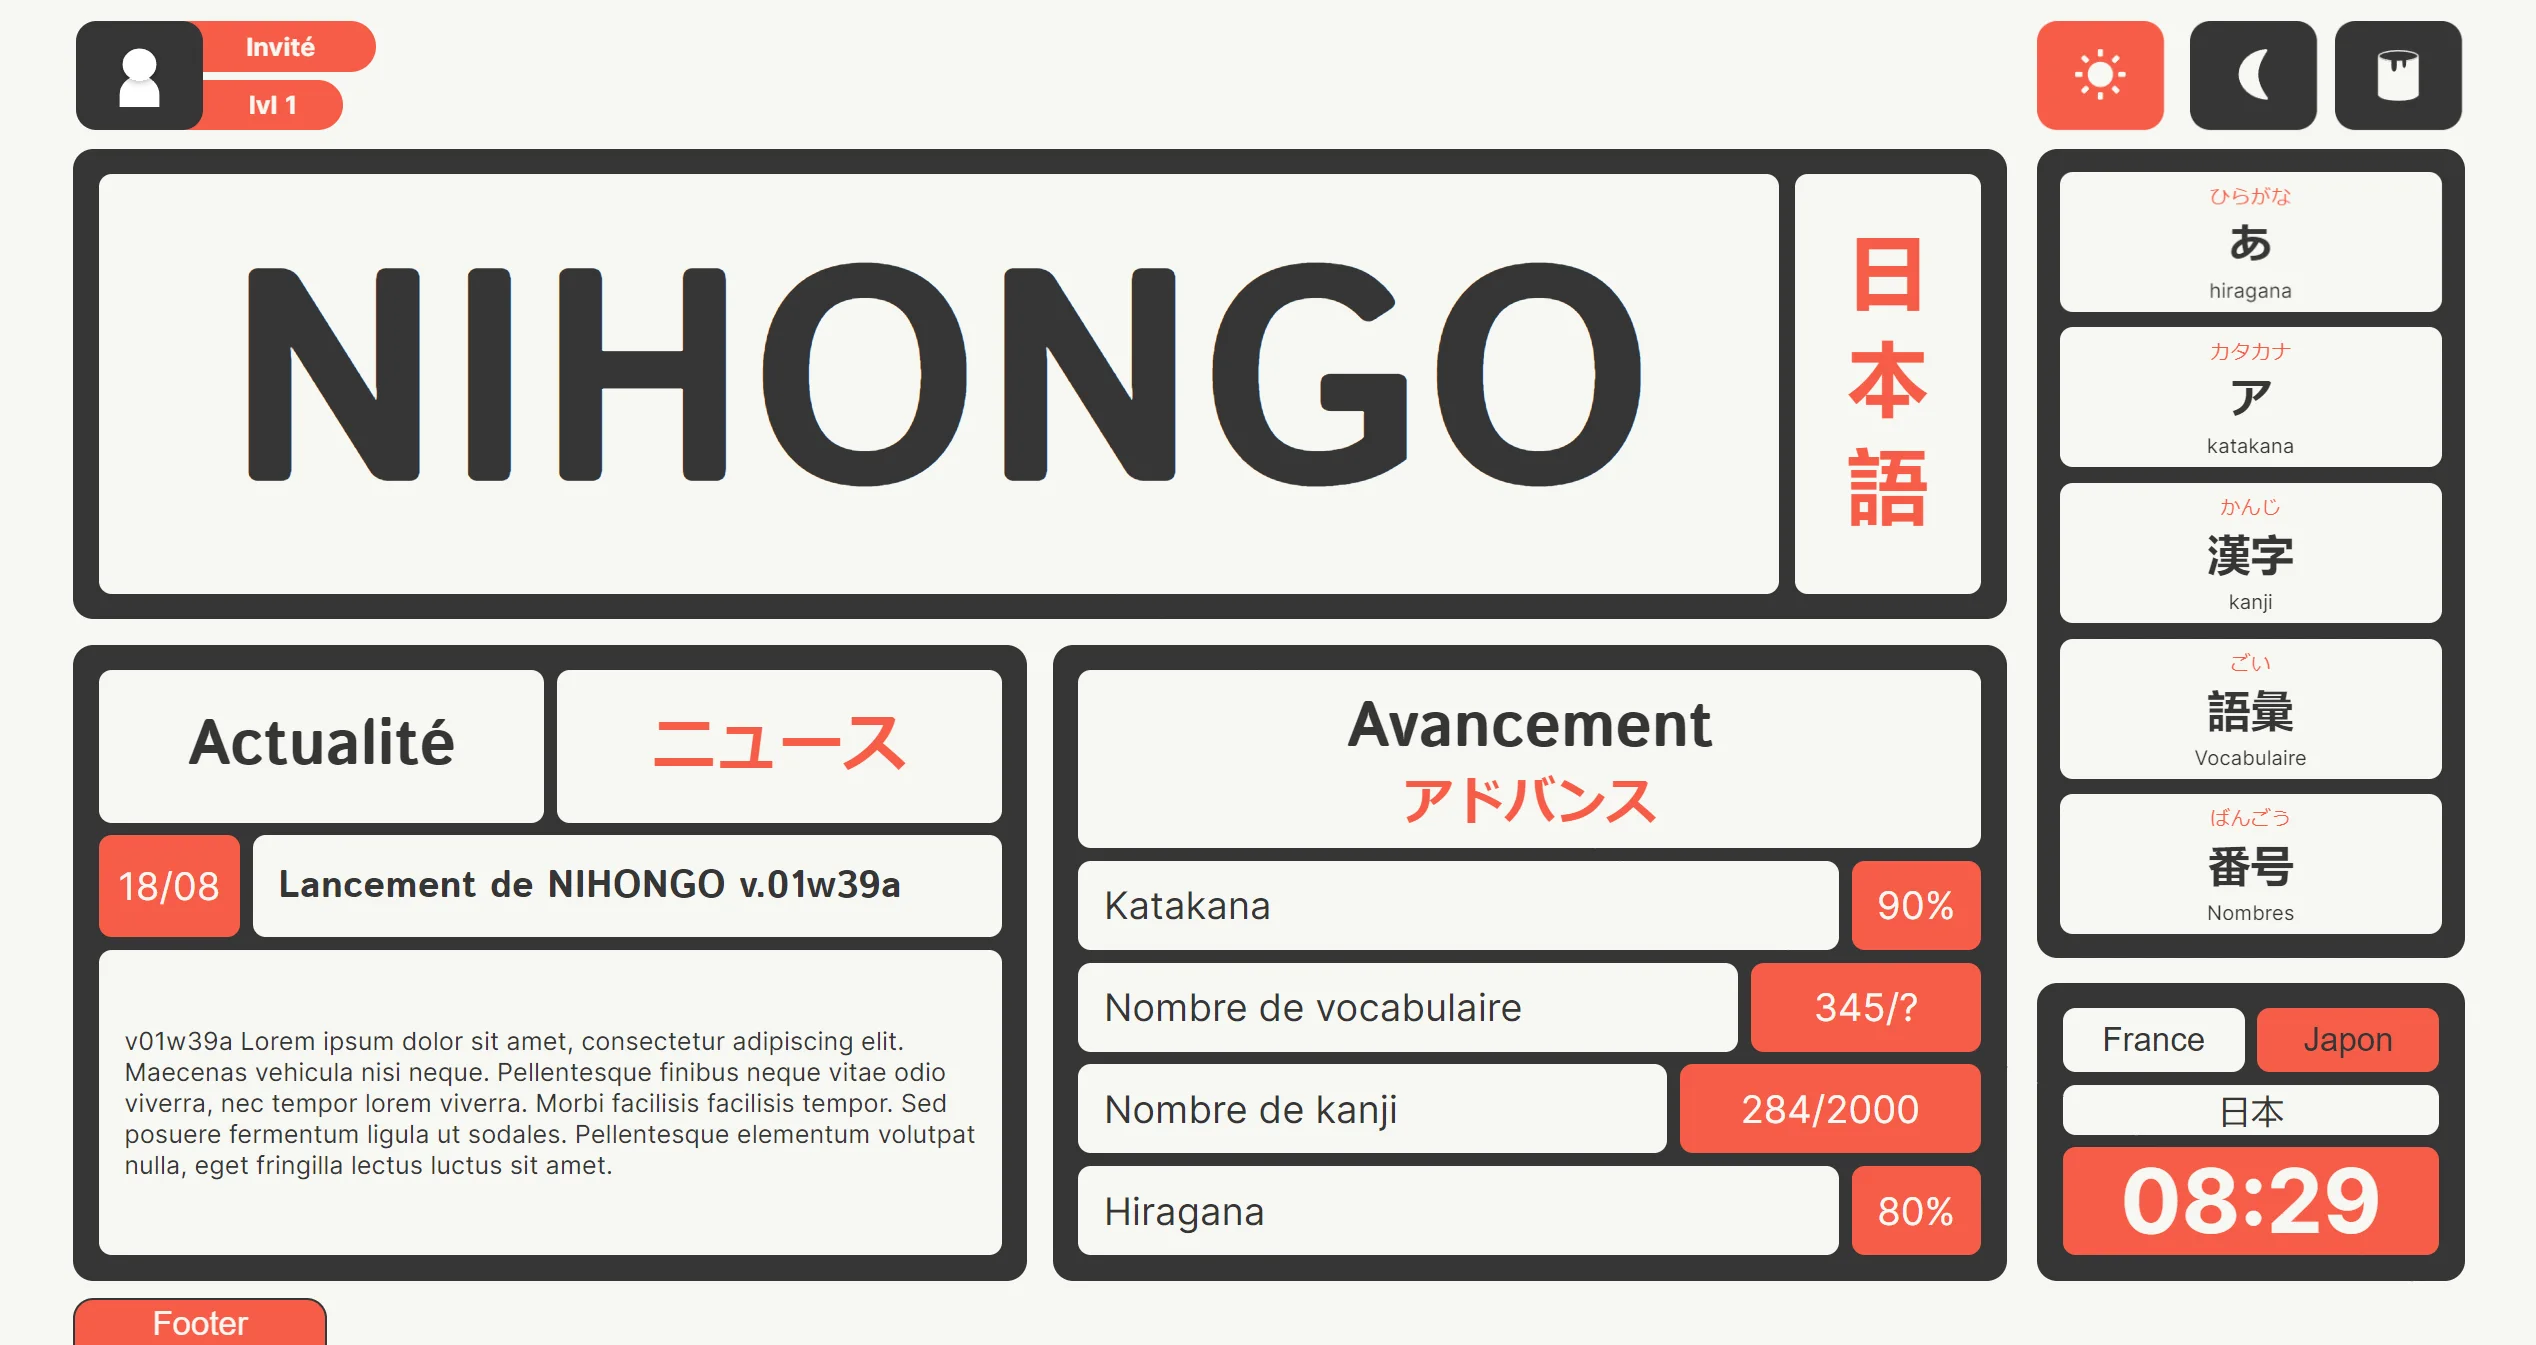 Invité
lvl 1
NIHONGO
日
本
語
ひらがな
あ
hiragana
カタカナ
ア
katakana
かんじ
漢字
kanji
ごい
語彙
Vocabulaire
ばんごう
番号
Nombres
Actualité
ニュース
18/08
Lancement de NIHONGO v.01w39a
v01w39a Lorem ipsum dolor sit amet, consectetur adipiscing elit.
Maecenas vehicula nisi neque. Pellentesque finibus neque vitae odio
viverra, nec tempor lorem viverra. Morbi facilisis facilisis tempor. Sed
posuere fermentum ligula ut sodales. Pellentesque elementum volutpat
nulla, eget fringilla lectus luctus sit amet.
Avancement
アドバンス
Katakana
90%
Nombre de vocabulaire
345/?
Nombre de kanji
284/2000
Hiragana
80%
France
Japon
日本
08:29
Footer